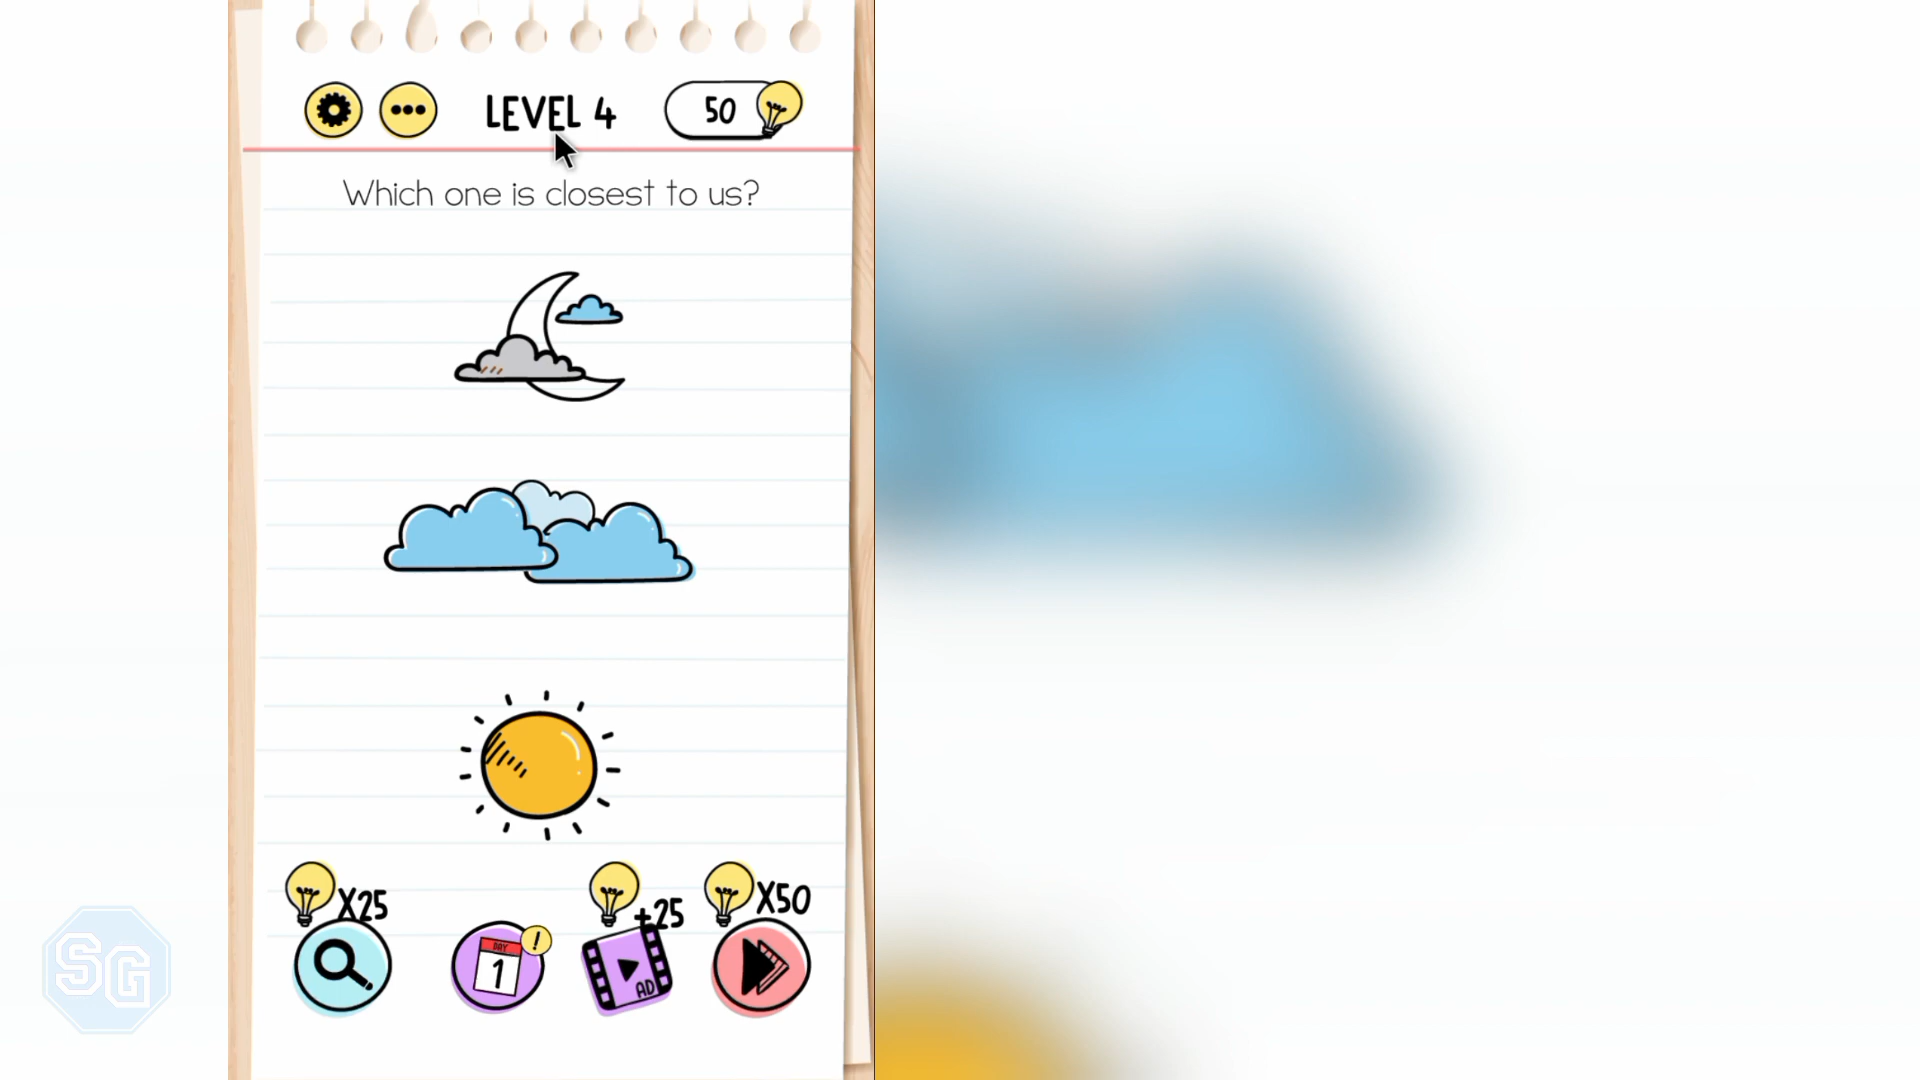 LEVEL 4
50
Which one is closest to us?
X25
+25
X50
DAY
1
!
AD
SG